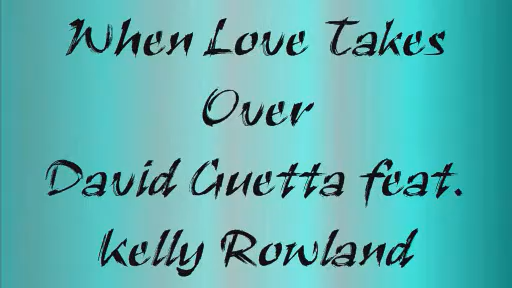 When Love Takes
Over
David Guetta feat.
Kelly Rowland